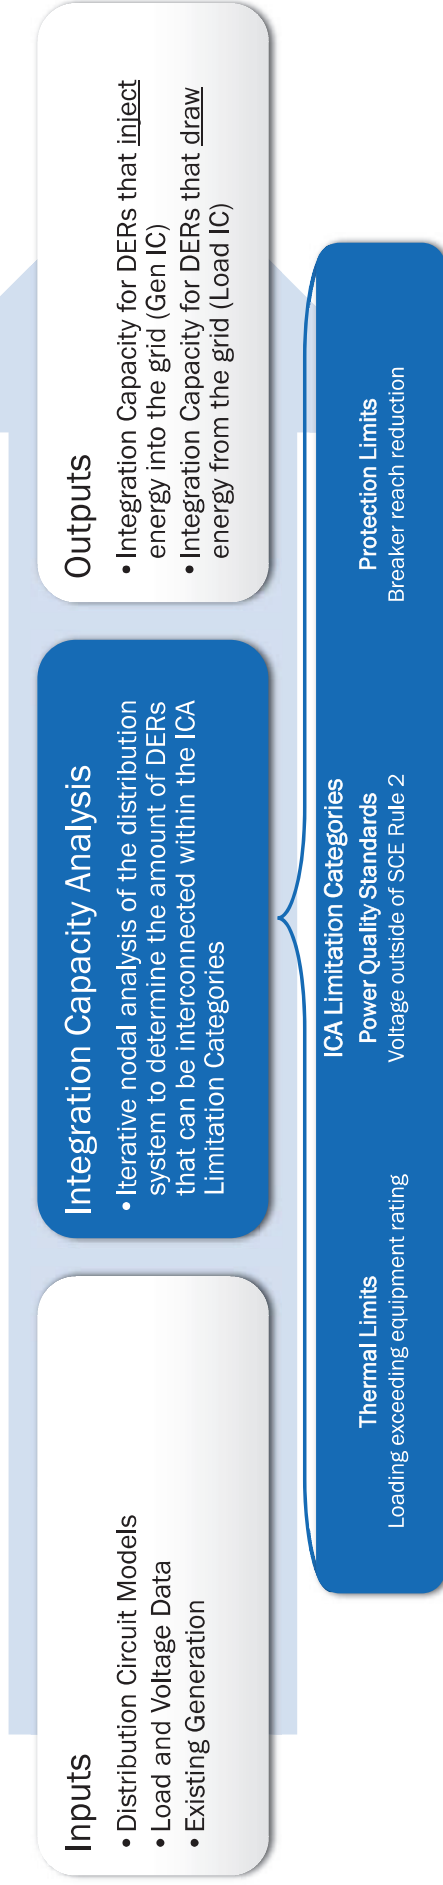 Inputs
• Distribution Circuit Models
• Load and Voltage Data
• Existing Generation
Integration Capacity Analysis
• Iterative nodal analysis of the distribution
system to determine the amount of DERs
that can be interconnected within the ICA
Limitation Categories
Outputs
• Integration Capacity for DERs that inject
energy into the grid (Gen IC)
• Integration Capacity for DERs that draw
energy from the grid (Load IC)
ICA Limitation Categories
Thermal Limits
Loading exceeding equipment rating
Power Quality Standards
Voltage outside of SCE Rule 2
Protection Limits
Breaker reach reduction